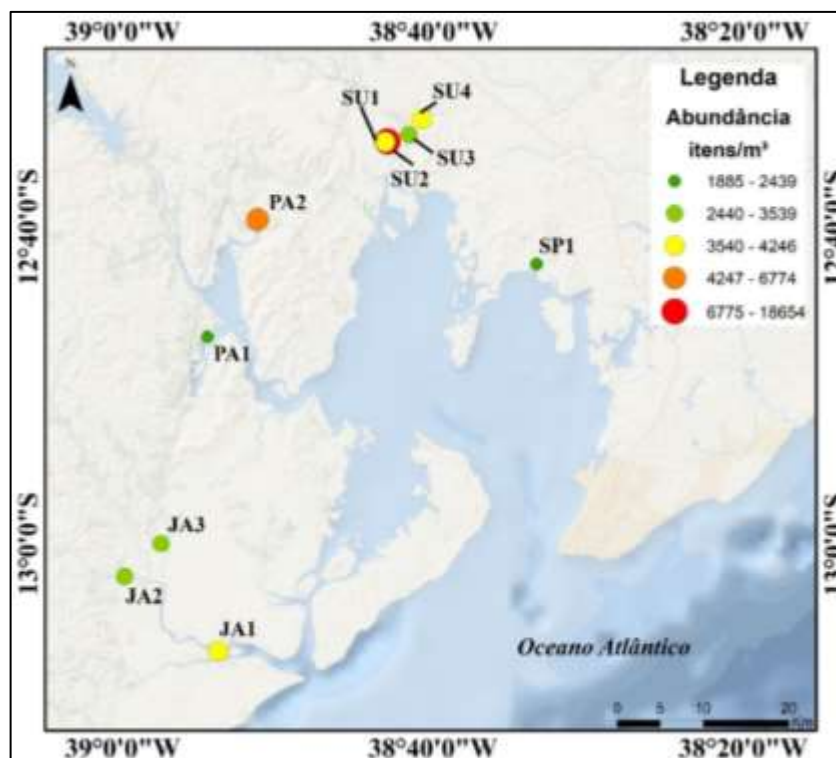 39°0'0"W 38°40'0"W 38°20'0"W
N
Legenda
Abundância
itens/m³
1885 - 2439
2440 - 3539
3540 - 4246
4247 - 6774
6775 - 18654
SU1
SU4
SU3
SU2
PA2
SP1
12°40'0"S 12°40'0"S
PA1
JA3
JA2
JA1
13°0'0"S 13°0'0"S
Oceano Atlântico
0 5 10 20
39°0'0"W 38°40'0"W 38°20'0"W